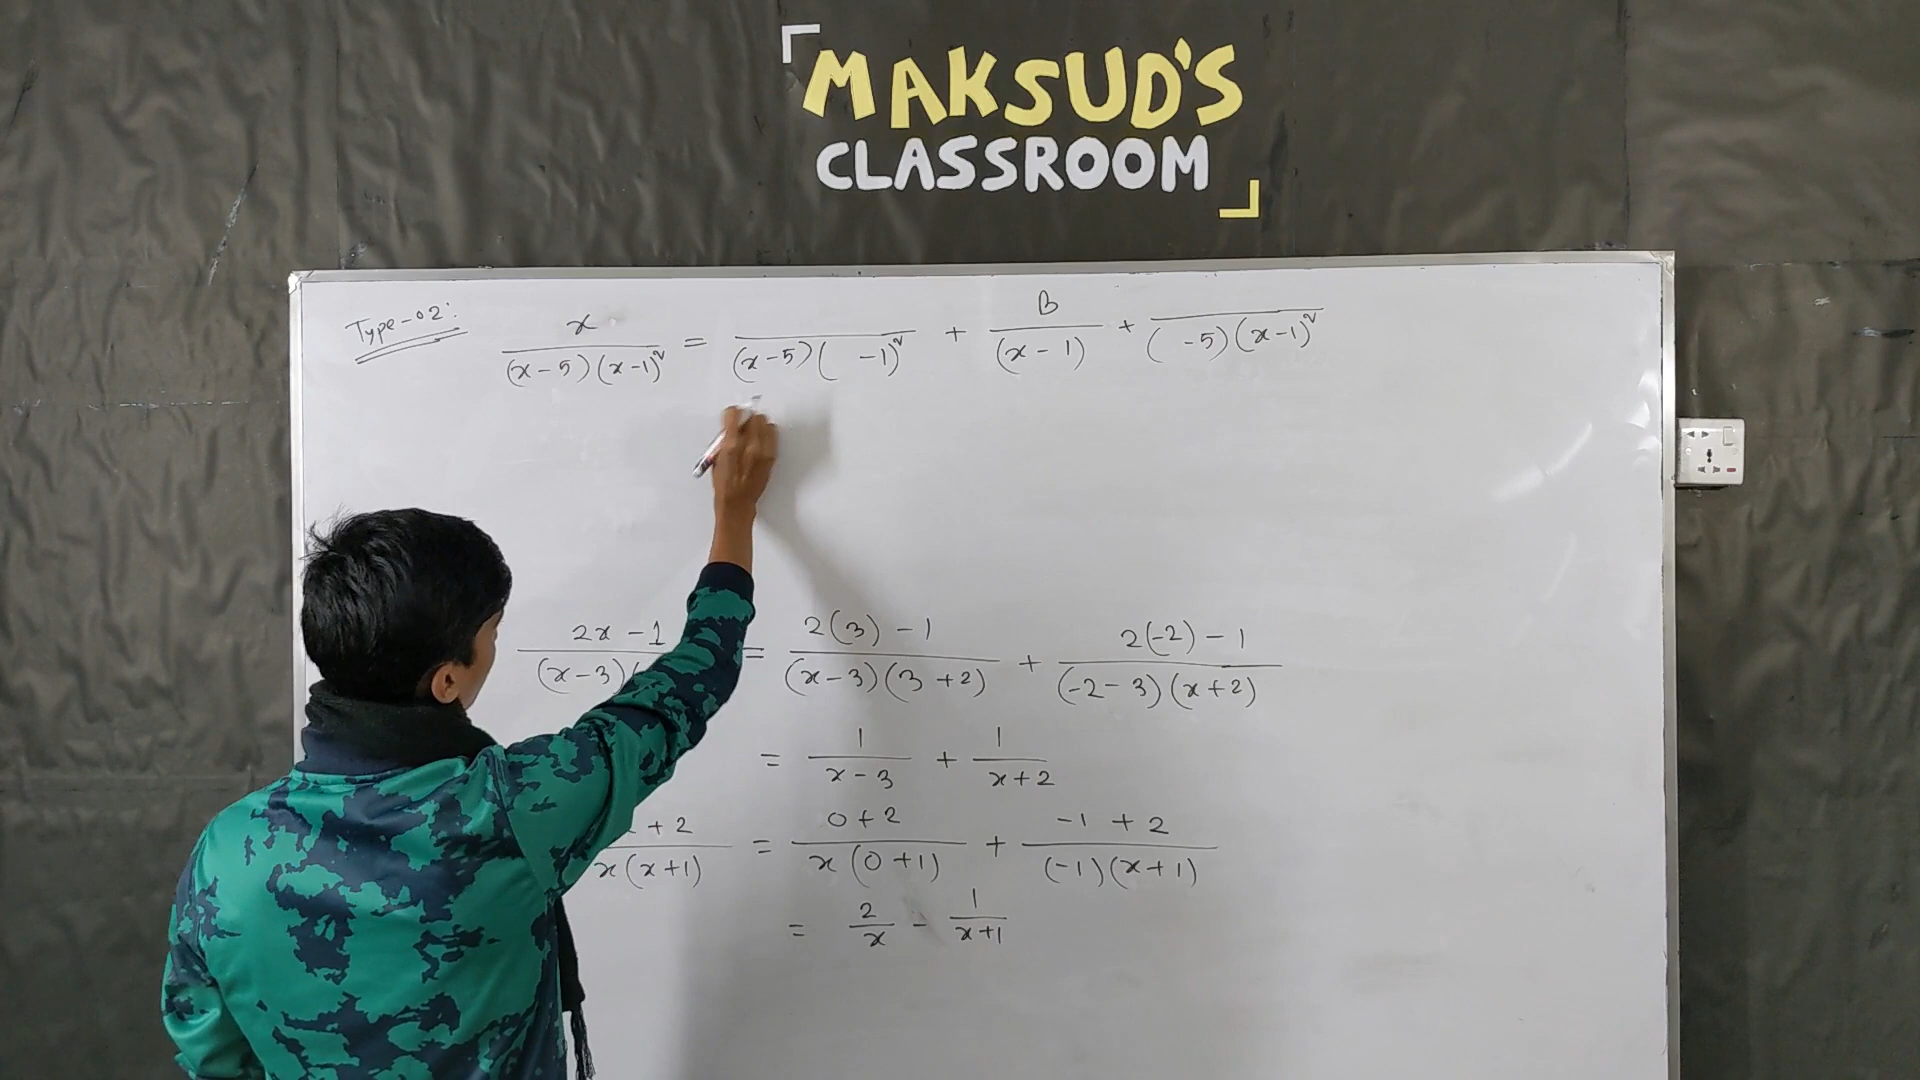 MAKSUD'S
CLASSROOM
Type-02:
x / (x-5)(x-1)² = / (x-5)( -1)² + B / (x-1) + / ( -5)(x-1)²
2x-1 / (x-3)( = 2(3)-1 / (x-3)(3+2) + 2(-2)-1 / (-2-3)(x+2)
= 1 / x-3 + 1 / x+2
+2 / x(x+1) = 0+2 / x(0+1) + -1+2 / (-1)(x+1)
= 2 / x - 1 / x+1